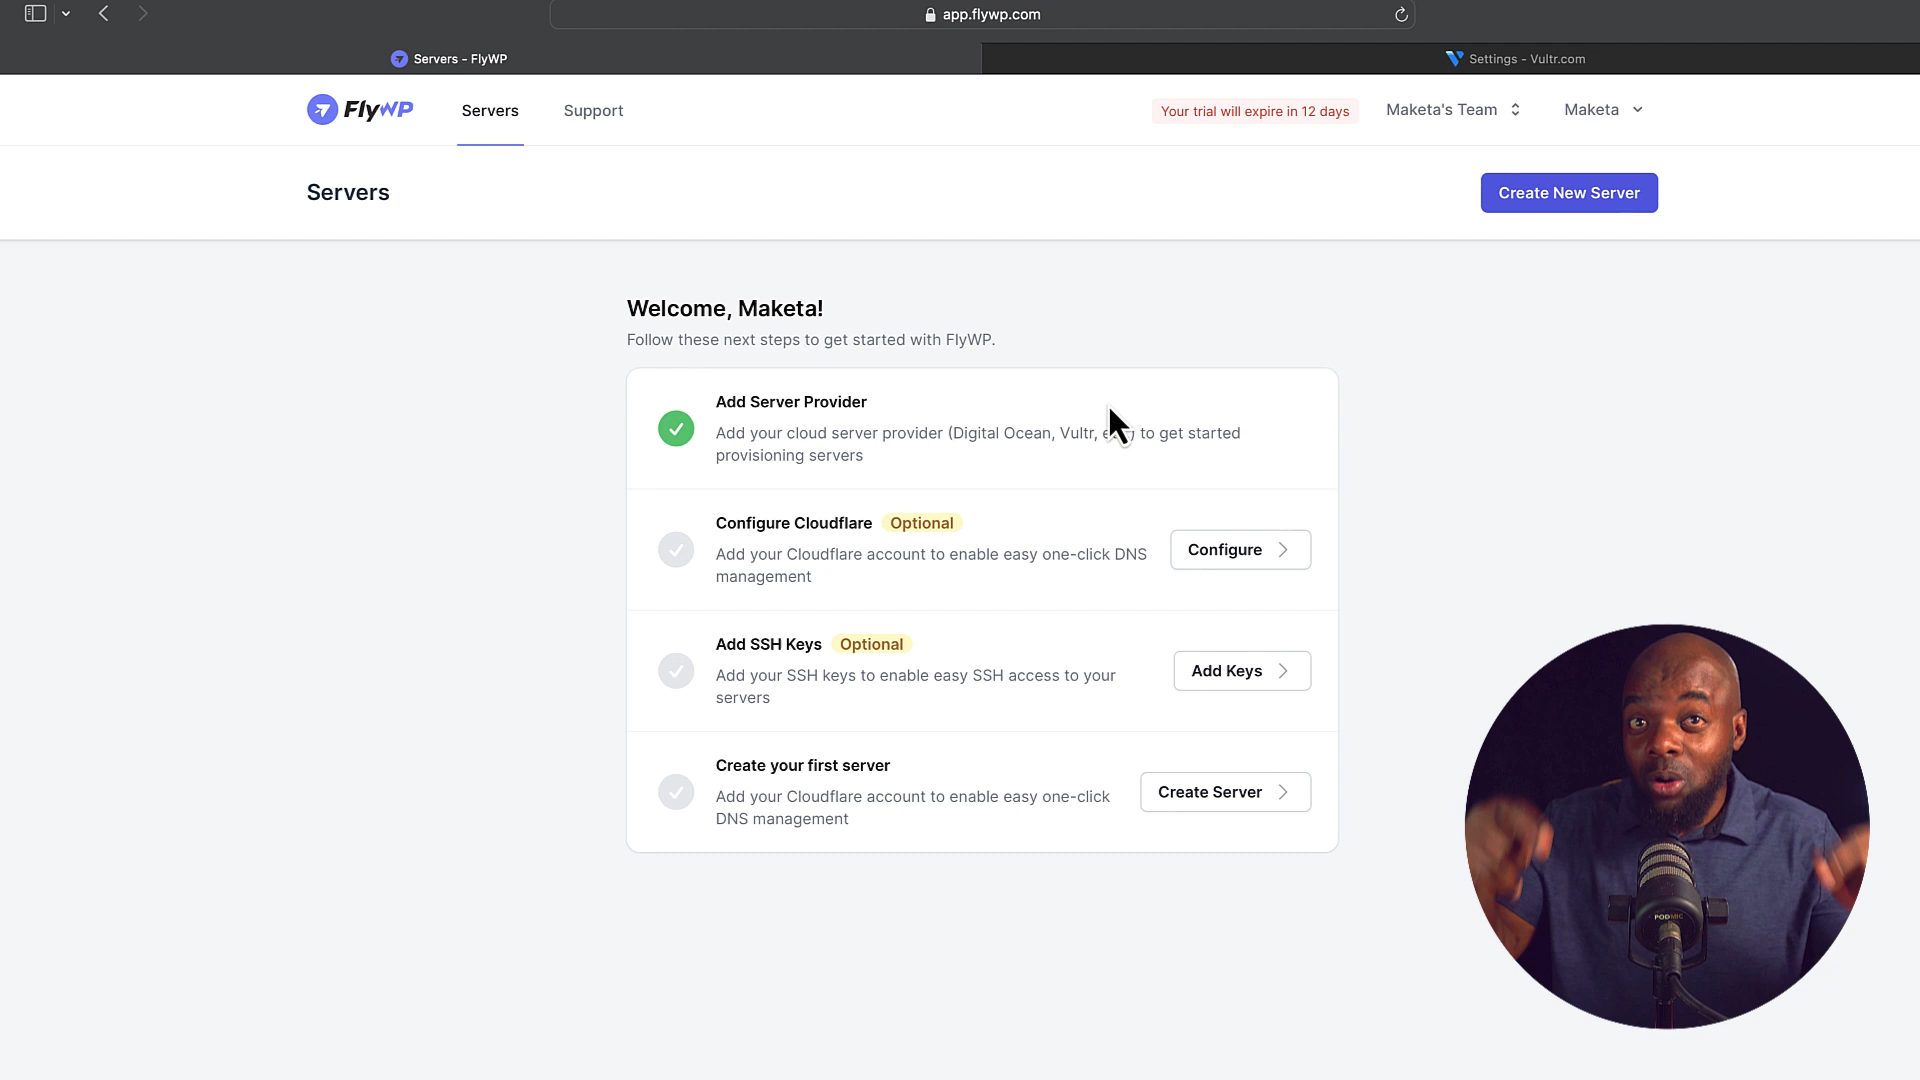 app.flywp.com
Servers - FlyWP
Settings - Vultr.com
FlyWP
Servers
Support
Your trial will expire in 12 days
Maketa's Team
Maketa
Servers
Create New Server
Welcome, Maketa!
Follow these next steps to get started with FlyWP.
Add Server Provider
Add your cloud server provider (Digital Ocean, Vultr, to get started
provisioning servers
Configure Cloudflare Optional
Add your Cloudflare account to enable easy one-click DNS
management
Configure
Add SSH Keys Optional
Add your SSH keys to enable easy SSH access to your
servers
Add Keys
Create your first server
Add your Cloudflare account to enable easy one-click
DNS management
Create Server
PODMIC